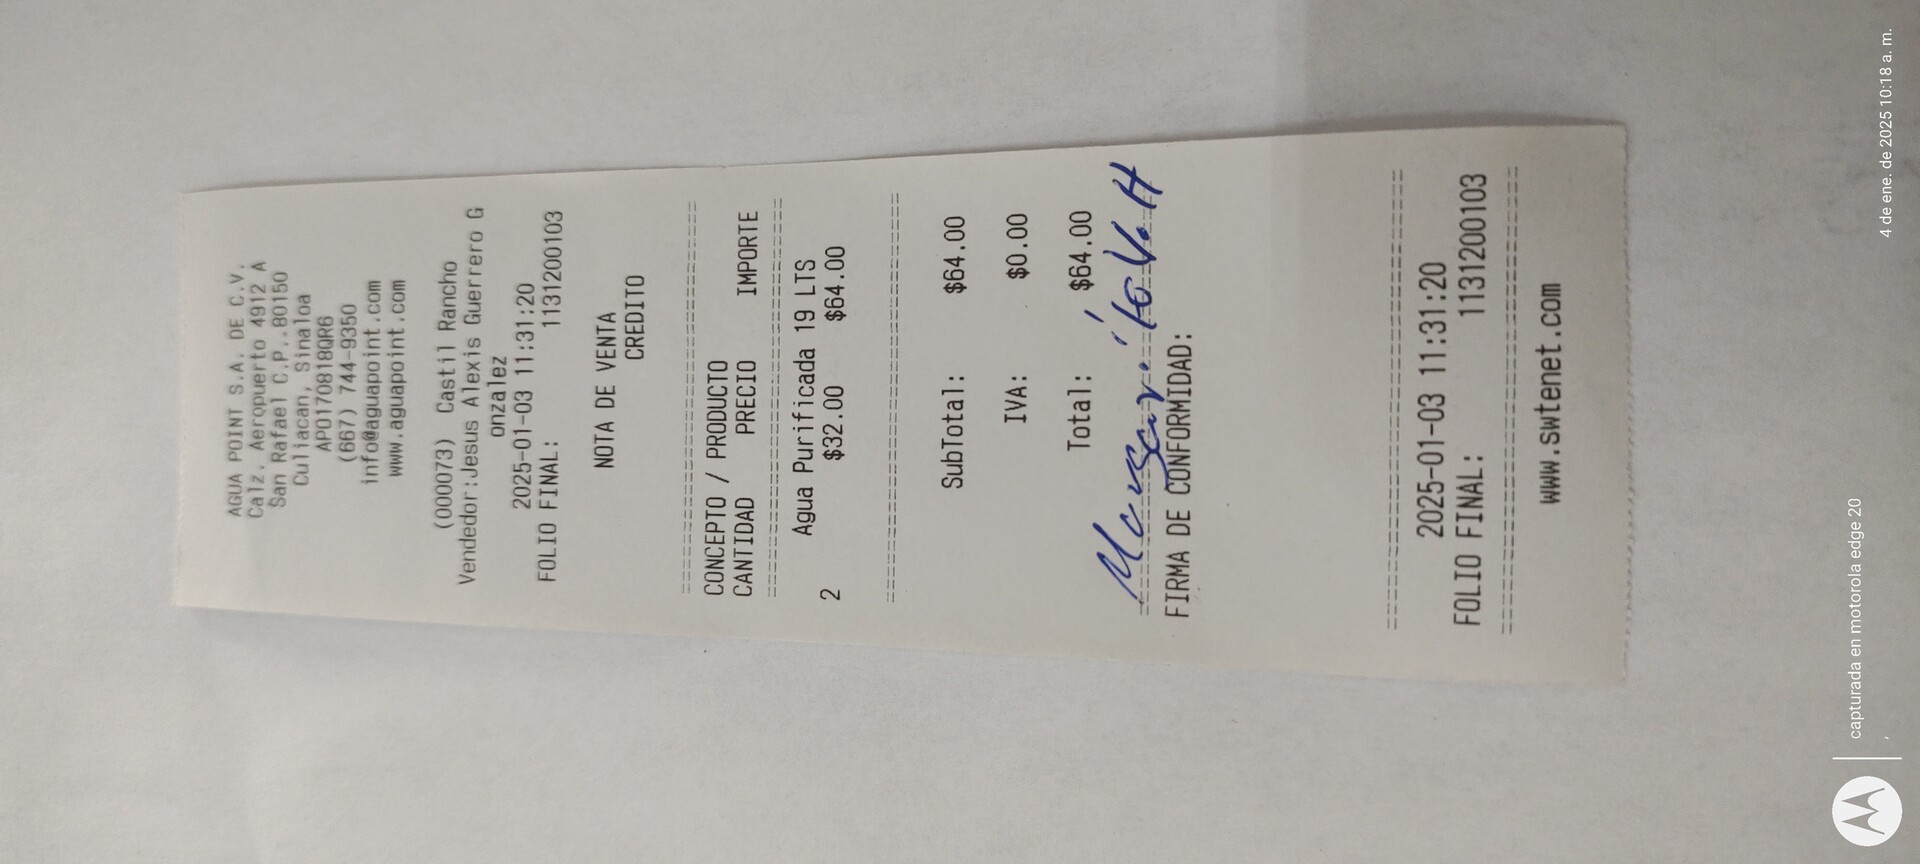 AGUA POINT S.A. DE C.V.
Calz. Aeropuerto 4912 A
San Rafael C.P..80150
Culiacan, Sinaloa
APO170818QR6
(667) 744-9350
info@aguapoint.com
www.aguapoint.com
(000073) Castil Rancho
Vendedor:Jesus Alexis Guerrero G
onzalez
2025-01-03 11:31:20
FOLIO FINAL: 1131200103
NOTA DE VENTA
CREDITO
================================
CONCEPTO / PRODUCTO
CANTIDAD PRECIO IMPORTE
================================
Agua Purificada 19 LTS
2 $32.00 $64.00
================================
SubTotal: $64.00
IVA: $0.00
Total: $64.00
Margarita V. H
================================
FIRMA DE CONFORMIDAD:
================================
2025-01-03 11:31:20
FOLIO FINAL: 1131200103
================================
www.swtenet.com
capturada en motorola edge 20
4 de ene. de 2025 10:18 a. m.